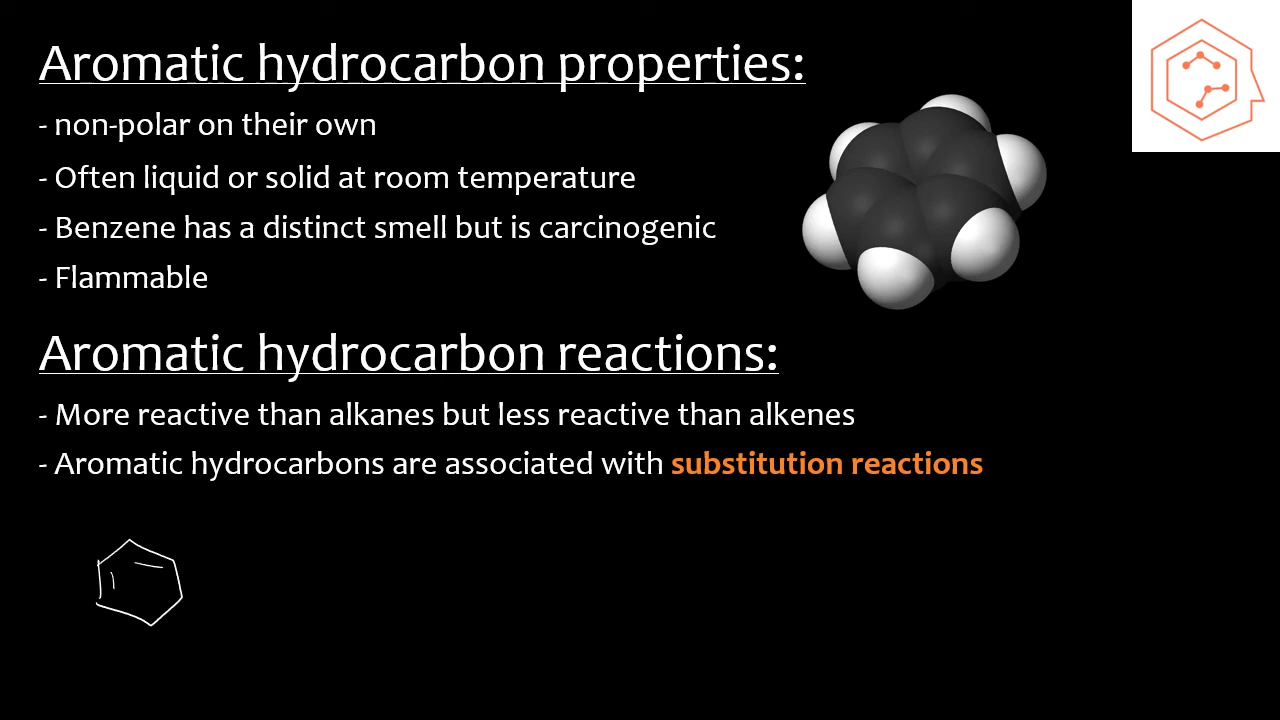 Aromatic hydrocarbon properties:
- non-polar on their own
- Often liquid or solid at room temperature
- Benzene has a distinct smell but is carcinogenic
- Flammable
Aromatic hydrocarbon reactions:
- More reactive than alkanes but less reactive than alkenes
- Aromatic hydrocarbons are associated with substitution reactions